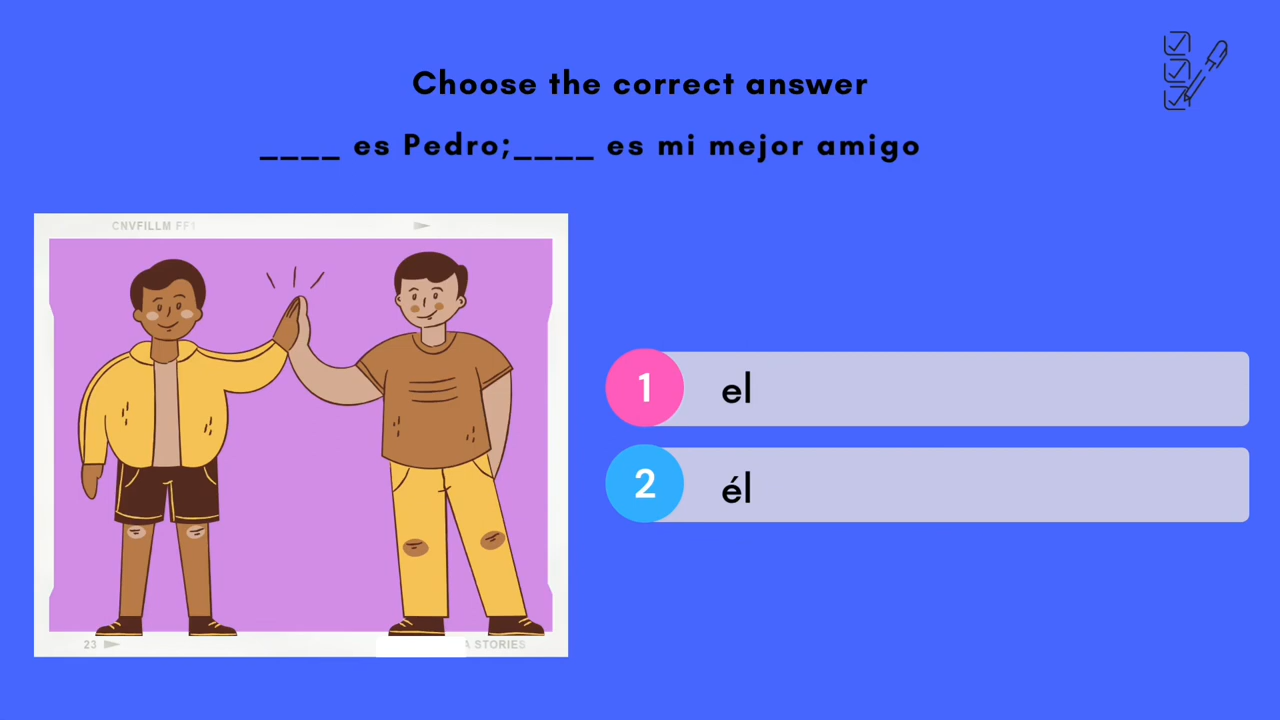 Choose the correct answer
____ es Pedro;____ es mi mejor amigo
CNVFILLM FF1
1 el
2 él
23
A STORIES